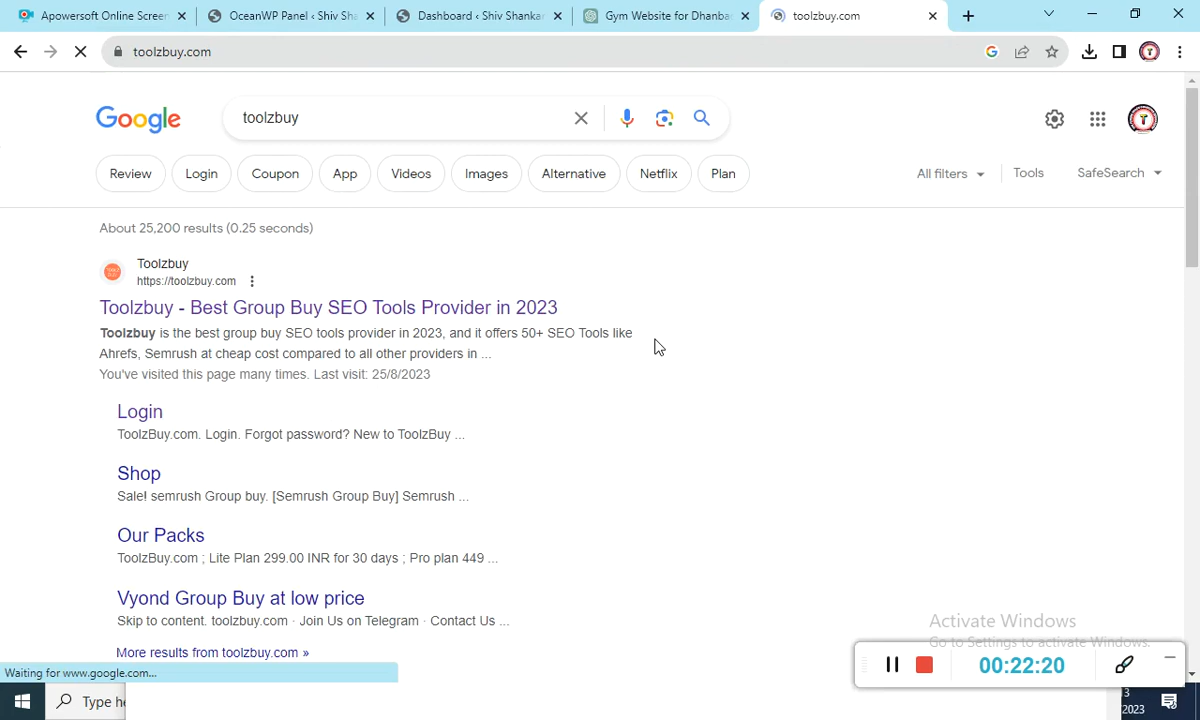 Apowersoft Online Screen
OceanWP Panel ‹ Shiv Sha
Dashboard ‹ Shiv Shankar
Gym Website for Dhanba
toolzbuy.com
toolzbuy.com
Google
toolzbuy
Review
Login
Coupon
App
Videos
Images
Alternative
Netflix
Plan
All filters
Tools
SafeSearch
About 25,200 results (0.25 seconds)
Toolzbuy
https://toolzbuy.com
Toolzbuy - Best Group Buy SEO Tools Provider in 2023
Toolzbuy is the best group buy SEO tools provider in 2023, and it offers 50+ SEO Tools like
Ahrefs, Semrush at cheap cost compared to all other providers in ...
You've visited this page many times. Last visit: 25/8/2023
Login
ToolzBuy.com. Login. Forgot password? New to ToolzBuy ...
Shop
Sale! semrush Group buy. [Semrush Group Buy] Semrush ...
Our Packs
ToolzBuy.com ; Lite Plan 299.00 INR for 30 days ; Pro plan 449 ...
Vyond Group Buy at low price
Skip to content. toolzbuy.com · Join Us on Telegram · Contact Us ...
More results from toolzbuy.com »
Activate Windows
Go to Settings to activate Windows.
Waiting for www.google.com...
00:22:20
Type he
3
2023